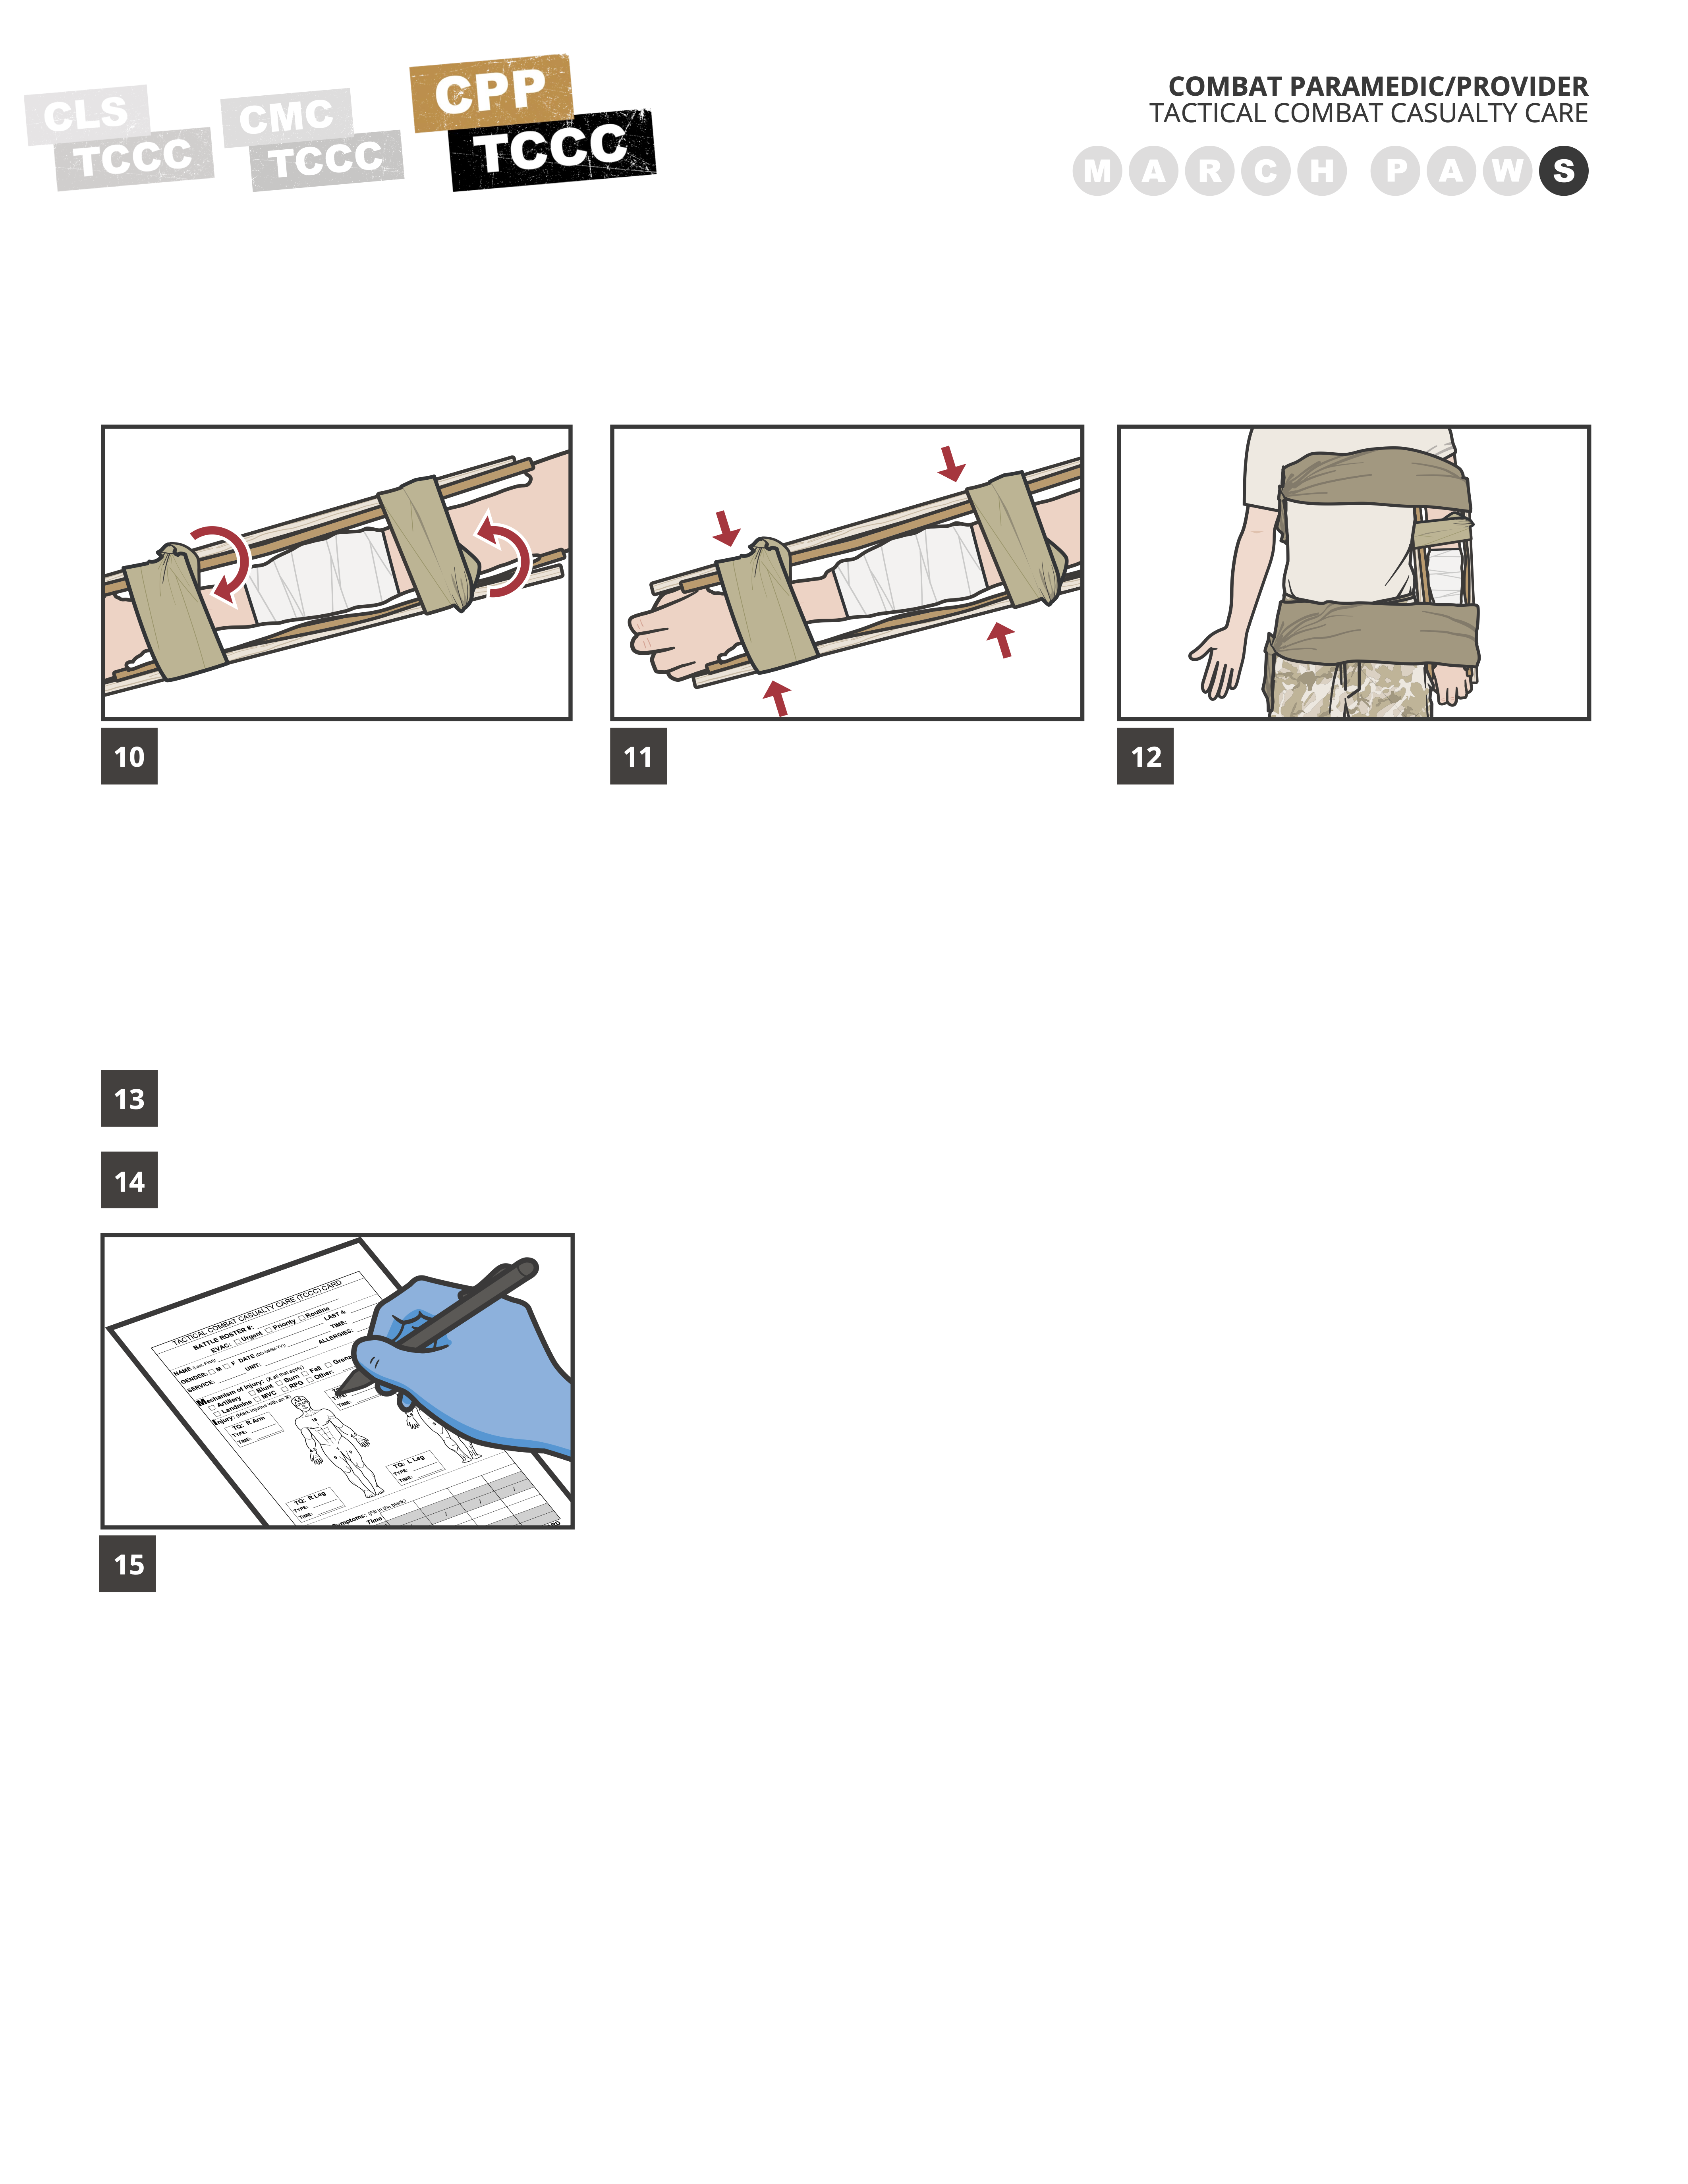 CLS
TCCC
CMC
TCCC
CPP
TCCC
COMBAT PARAMEDIC/PROVIDER
TACTICAL COMBAT CASUALTY CARE
M A R C H P A W S
10
11
12
13
14
TACTICAL COMBAT CASUALTY CARE (TCCC) CARD
BATTLE ROSTER #:
EVAC: Urgent Priority Routine
NAME (Last, First): LAST 4:
GENDER: M F DATE (DD-MMM-YY): TIME:
SERVICE: UNIT: ALLERGIES:
Mechanism of Injury: (X all that apply)
Artillery Blunt Burn Fall
Landmine MVC RPG Other:
Injury: (Mark injuries with an X)
TQ: R Arm
TYPE:
TIME:
TYPE:
TIME:
TQ: L Leg
TYPE:
TIME:
TQ: R Leg
TYPE:
TIME:
(Fill in the blank)
Time
15